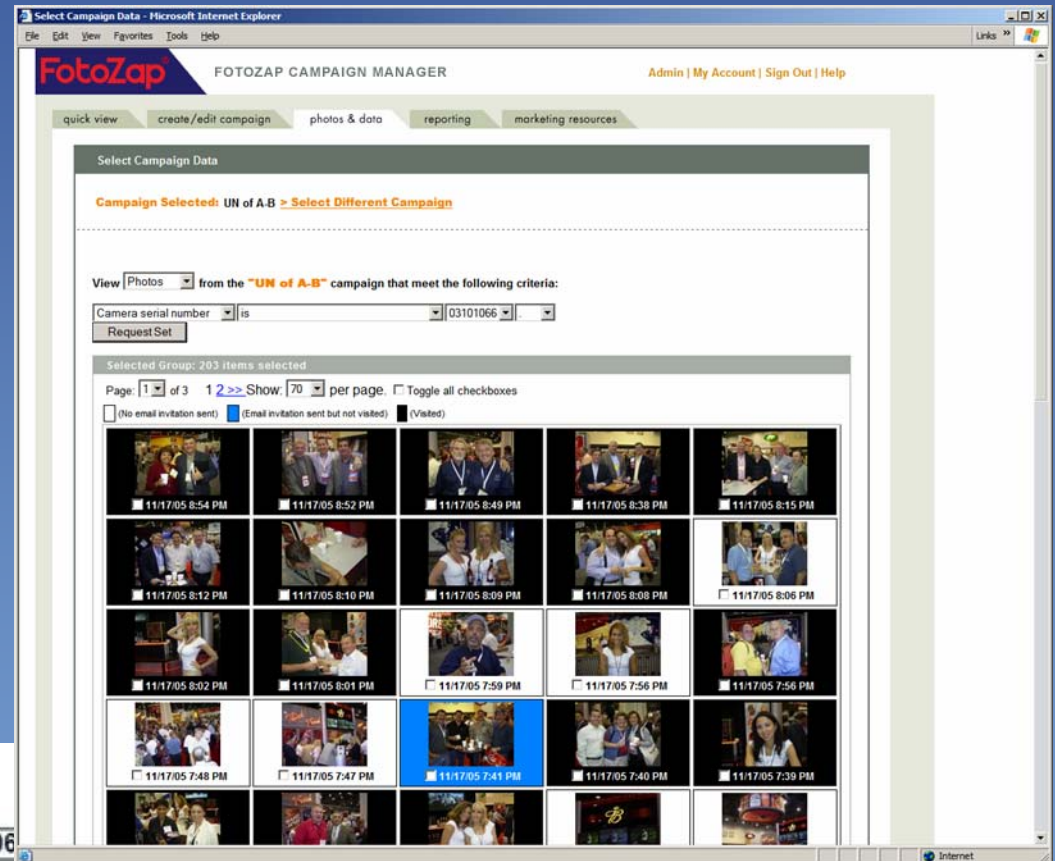 Select Campaign Data - Microsoft Internet Explorer
File Edit View Favorites Tools Help
Links »
FotoZap®
FOTOZAP CAMPAIGN MANAGER
Admin | My Account | Sign Out | Help
quick view create/edit campaign photos & data reporting marketing resources
Select Campaign Data
Campaign Selected: UN of A-B > Select Different Campaign
View Photos from the "UN of A-B" campaign that meet the following criteria:
Camera serial number is 03101066 .
Request Set
Selected Group: 203 items selected
Page: 1 of 3 1 2 >> Show: 70 per page. Toggle all checkboxes
(No email invitation sent) (Email invitation sent but not visited) (Visited)
11/17/05 8:54 PM 11/17/05 8:52 PM 11/17/05 8:49 PM 11/17/05 8:38 PM 11/17/05 8:15 PM
11/17/05 8:12 PM 11/17/05 8:10 PM 11/17/05 8:09 PM 11/17/05 8:08 PM 11/17/05 8:06 PM
11/17/05 8:02 PM 11/17/05 8:01 PM 11/17/05 7:59 PM 11/17/05 7:56 PM 11/17/05 7:56 PM
11/17/05 7:48 PM 11/17/05 7:47 PM 11/17/05 7:41 PM 11/17/05 7:40 PM 11/17/05 7:39 PM
Internet